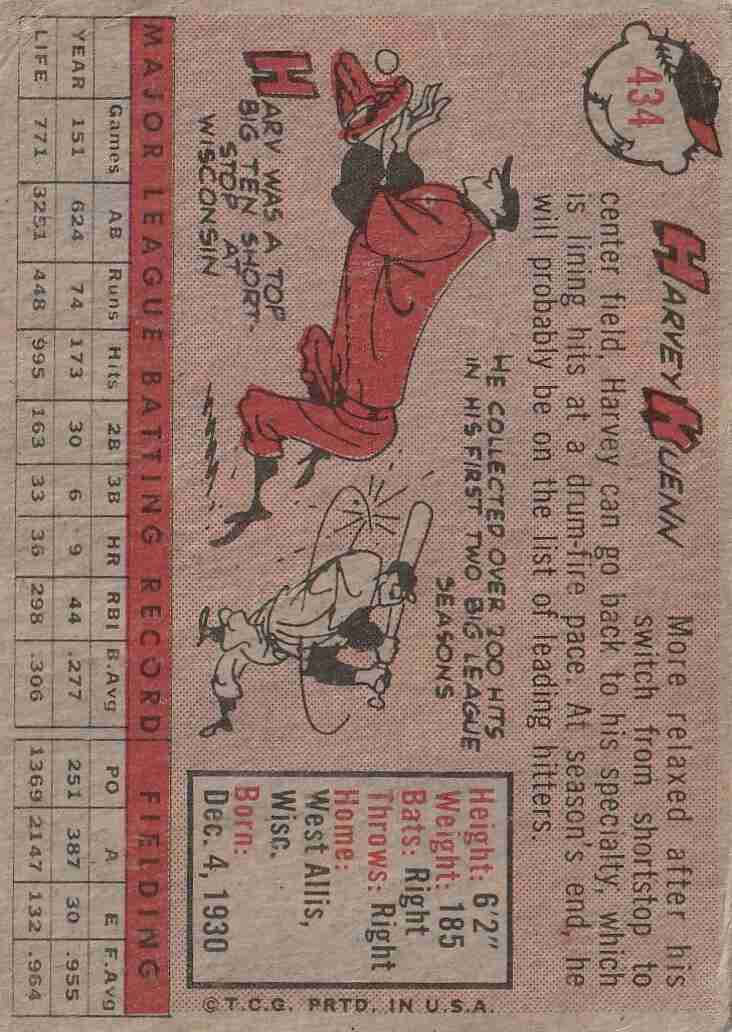 434
HARVEY KUENN
More relaxed after his
switch from shortstop to
center field, Harvey can go back to his specialty, which
is lining hits at a drum-fire pace. At season's end, he
will probably be on the list of leading hitters.
HARV WAS A TOP
BIG TEN SHORT-
STOP AT
WISCONSIN
HE COLLECTED OVER 200 HITS
IN HIS FIRST TWO BIG LEAGUE
SEASONS
Height: 6'2"
Weight: 185
Bats: Right
Throws: Right
Home:
West Allis,
Wisc.
Born:
Dec. 4, 1930
© T.C.G. PRTD. IN U.S.A.
MAJOR LEAGUE BATTING RECORD FIELDING
Games AB Runs Hits 2B 3B HR RBI B.Avg PO A E F.Avg
YEAR 151 624 74 173 30 6 9 44 .277 251 387 30 .955
LIFE 771 3251 448 995 163 33 36 298 .306 1369 2147 132 .964